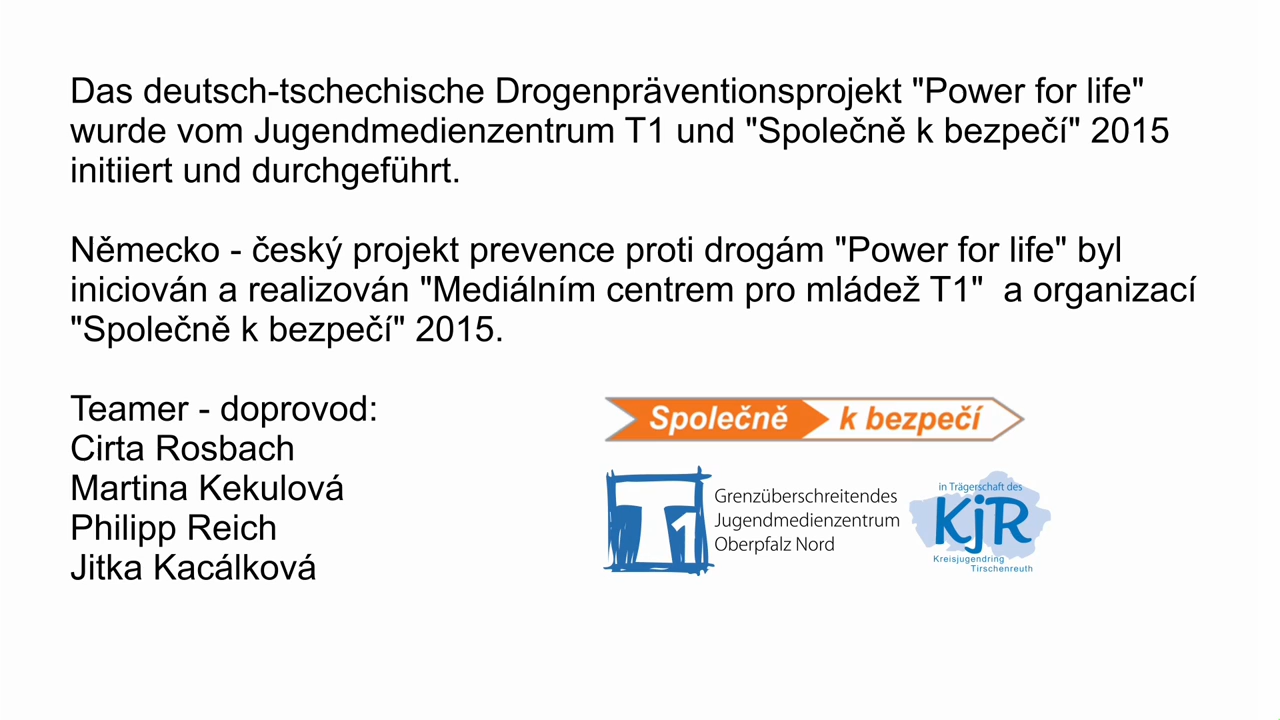 Das deutsch-tschechische Drogenpräventionsprojekt "Power for life"
wurde vom Jugendmedienzentrum T1 und "Společně k bezpečí" 2015
initiiert und durchgeführt.
Německo - český projekt prevence proti drogám "Power for life" byl
iniciován a realizován "Mediálním centrem pro mládež T1"  a organizací
"Společně k bezpečí" 2015.
Teamer - doprovod:
Cirta Rosbach
Martina Kekulová
Philipp Reich
Jitka Kacálková
Společně k bezpečí
T1
Grenzüberschreitendes
Jugendmedienzentrum
Oberpfalz Nord
in Trägerschaft des
KjR
Kreisjugendring
Tirschenreuth